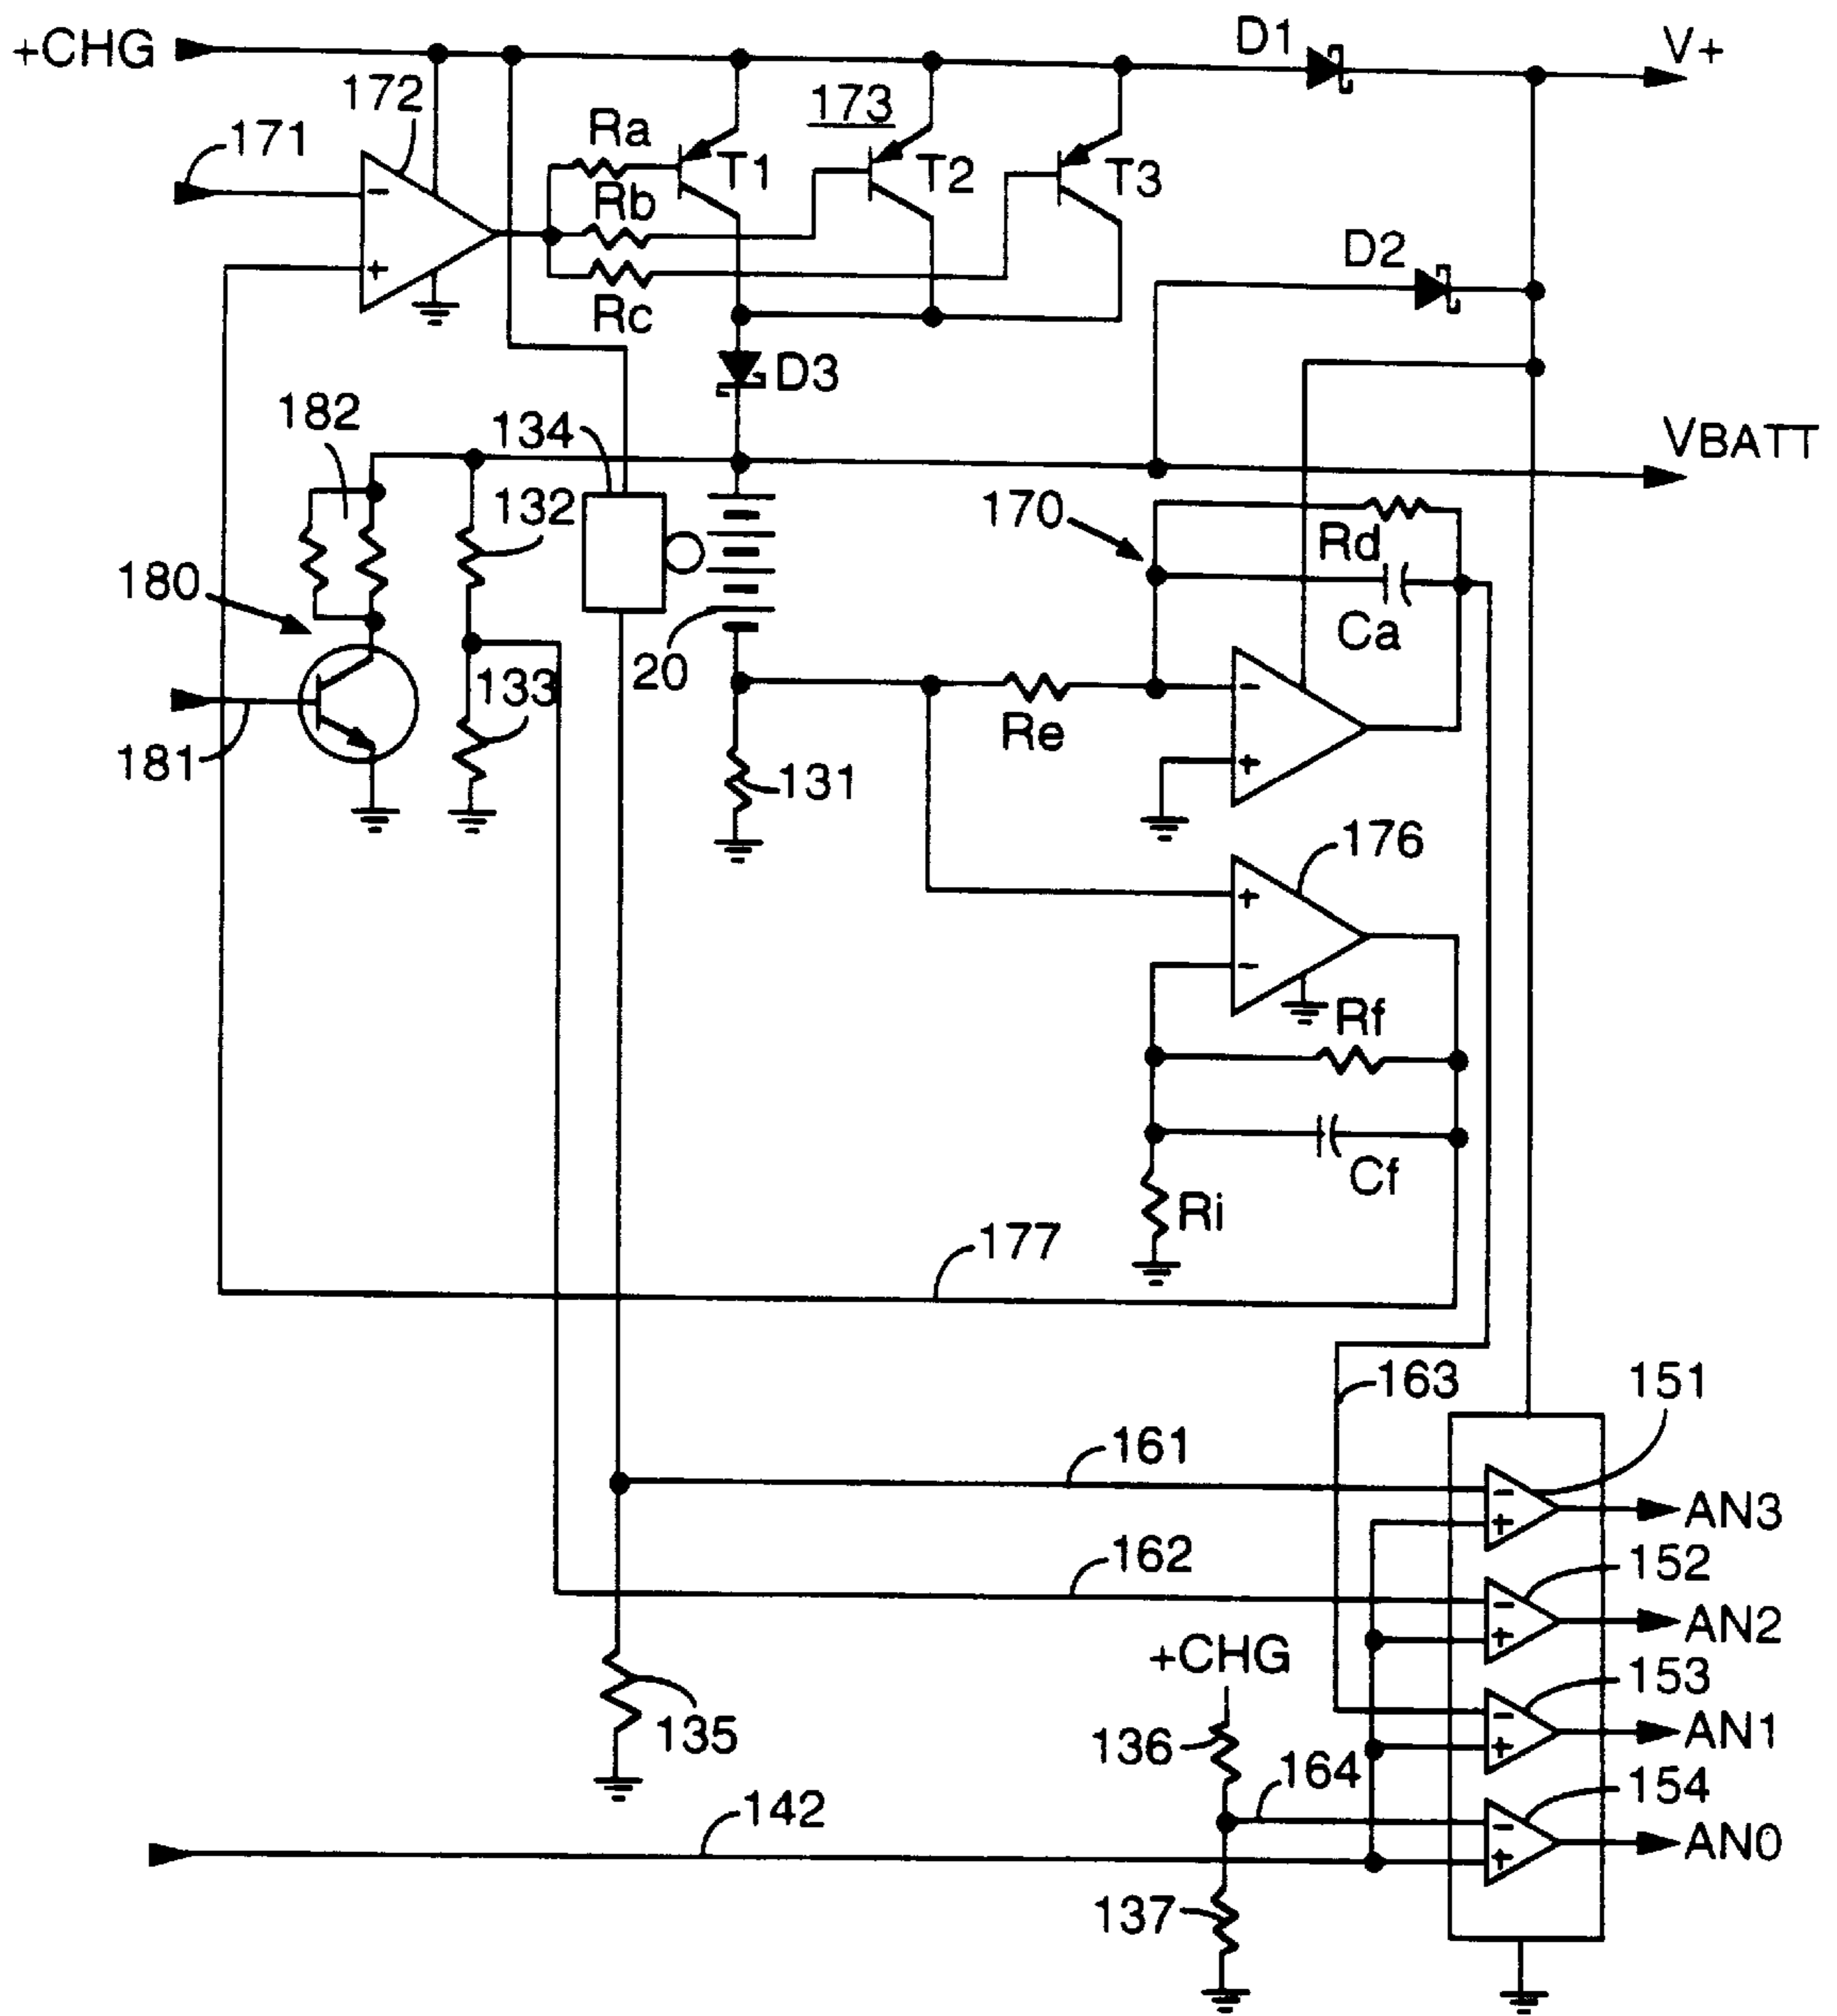 +CHG
D1
V+
172
171
Ra
173
T1
T2
T3
Rb
Rc
D2
D3
182
134
VBATT
132
170
Rd
180
Ca
20
133
Re
181
131
176
Rf
Cf
Ri
177
163
151
161
AN3
162
152
AN2
+CHG
153
135
136
AN1
164
154
142
AN0
137